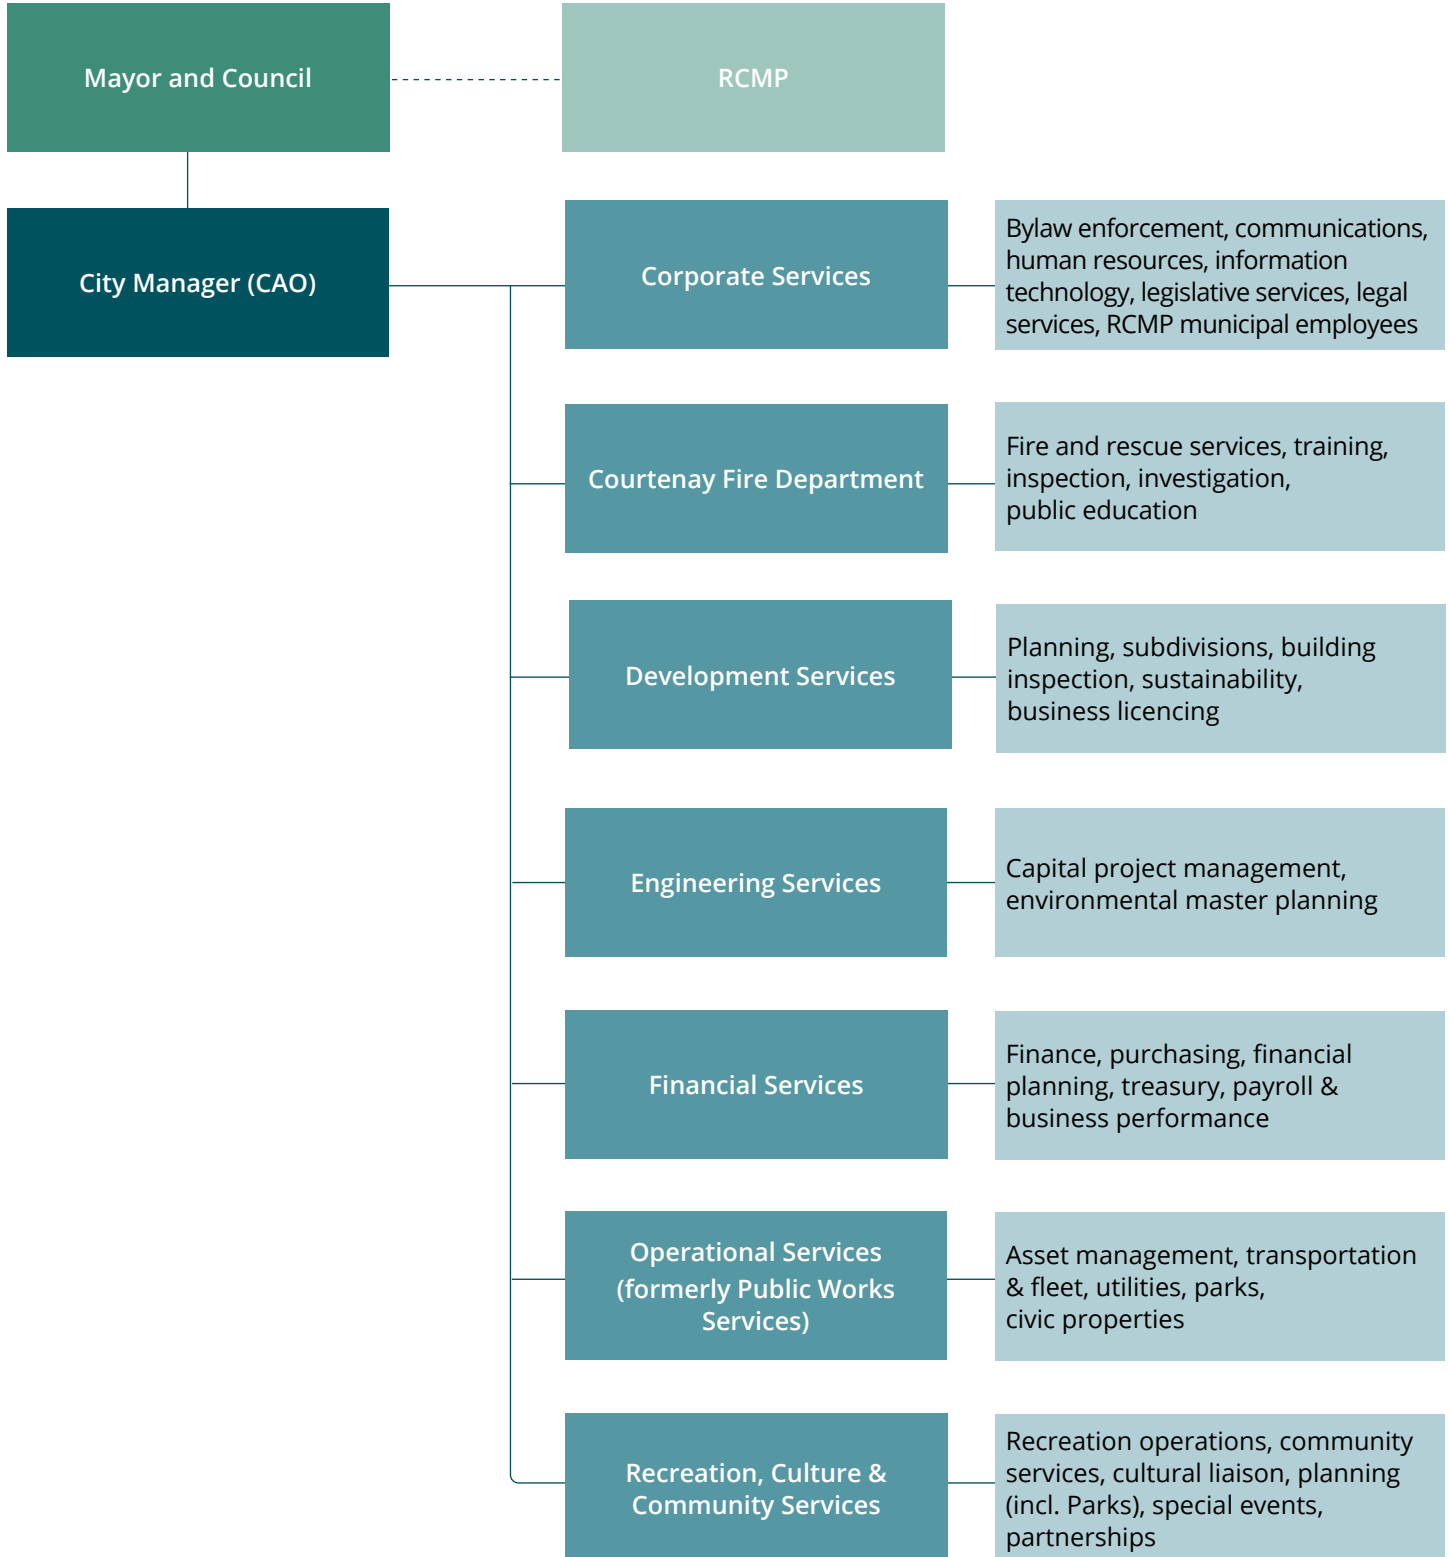 Mayor and Council
RCMP
City Manager (CAO)
Corporate Services
Bylaw enforcement, communications,
human resources, information
technology, legislative services, legal
services, RCMP municipal employees
Courtenay Fire Department
Fire and rescue services, training,
inspection, investigation,
public education
Development Services
Planning, subdivisions, building
inspection, sustainability,
business licencing
Engineering Services
Capital project management,
environmental master planning
Financial Services
Finance, purchasing, financial
planning, treasury, payroll &
business performance
Operational Services
(formerly Public Works
Services)
Asset management, transportation
& fleet, utilities, parks,
civic properties
Recreation, Culture &
Community Services
Recreation operations, community
services, cultural liaison, planning
(incl. Parks), special events,
partnerships